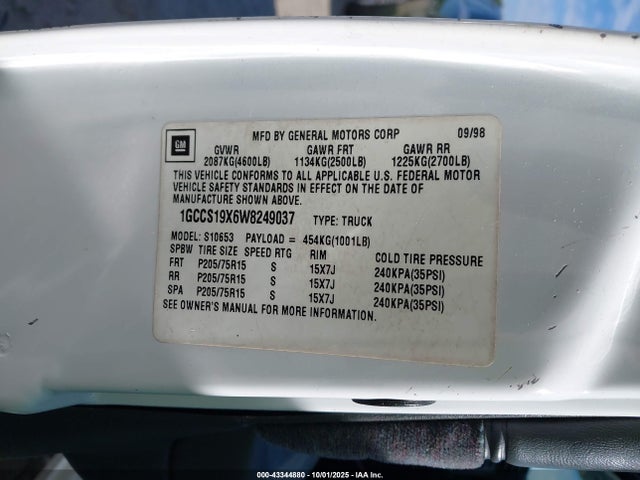 MFD BY GENERAL MOTORS CORP 09/98
GM GVWR GAWR FRT GAWR RR
2087KG(4600LB) 1134KG(2500LB) 1225KG(2700LB)
THIS VEHICLE CONFORMS TO ALL APPLICABLE U.S. FEDERAL MOTOR
VEHICLE SAFETY STANDARDS IN EFFECT ON THE DATE OF
MANUFACTURE SHOWN ABOVE.
1GCCS19X6W8249037 TYPE: TRUCK
MODEL: S10653 PAYLOAD = 454KG(1001LB)
SPBW TIRE SIZE SPEED RTG RIM COLD TIRE PRESSURE
FRT P205/75R15 S 15X7J 240KPA(35PSI)
RR P205/75R15 S 15X7J 240KPA(35PSI)
SPA P205/75R15 S 15X7J 240KPA(35PSI)
SEE OWNER'S MANUAL FOR MORE INFORMATION.
000-43344880 - 10/01/2025 - IAA Inc.